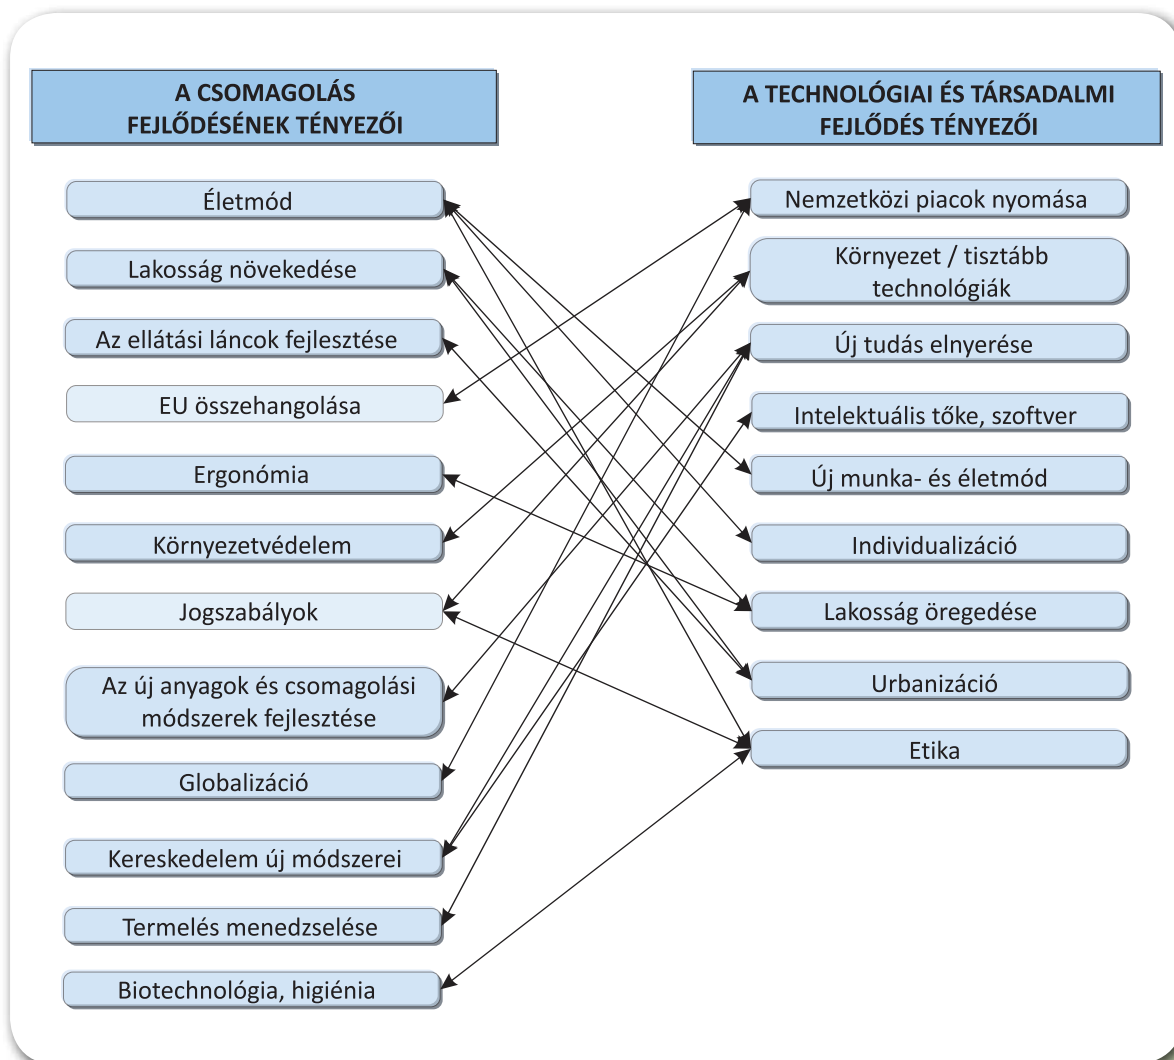 A CSOMAGOLÁS
FEJLŐDÉSÉNEK TÉNYEZŐI
Életmód
Lakosság növekedése
Az ellátási láncok fejlesztése
EU összehangolása
Ergonómia
Környezetvédelem
Jogszabályok
Az új anyagok és csomagolási
módszerek fejlesztése
Globalizáció
Kereskedelem új módszerei
Termelés menedzselése
Biotechnológia, higiénia
A TECHNOLÓGIAI ÉS TÁRSADALMI
FEJLŐDÉS TÉNYEZŐI
Nemzetközi piacok nyomása
Környezet / tisztább
technológiák
Új tudás elnyerése
Intelektuális tőke, szoftver
Új munka- és életmód
Individualizáció
Lakosság öregedése
Urbanizáció
Etika